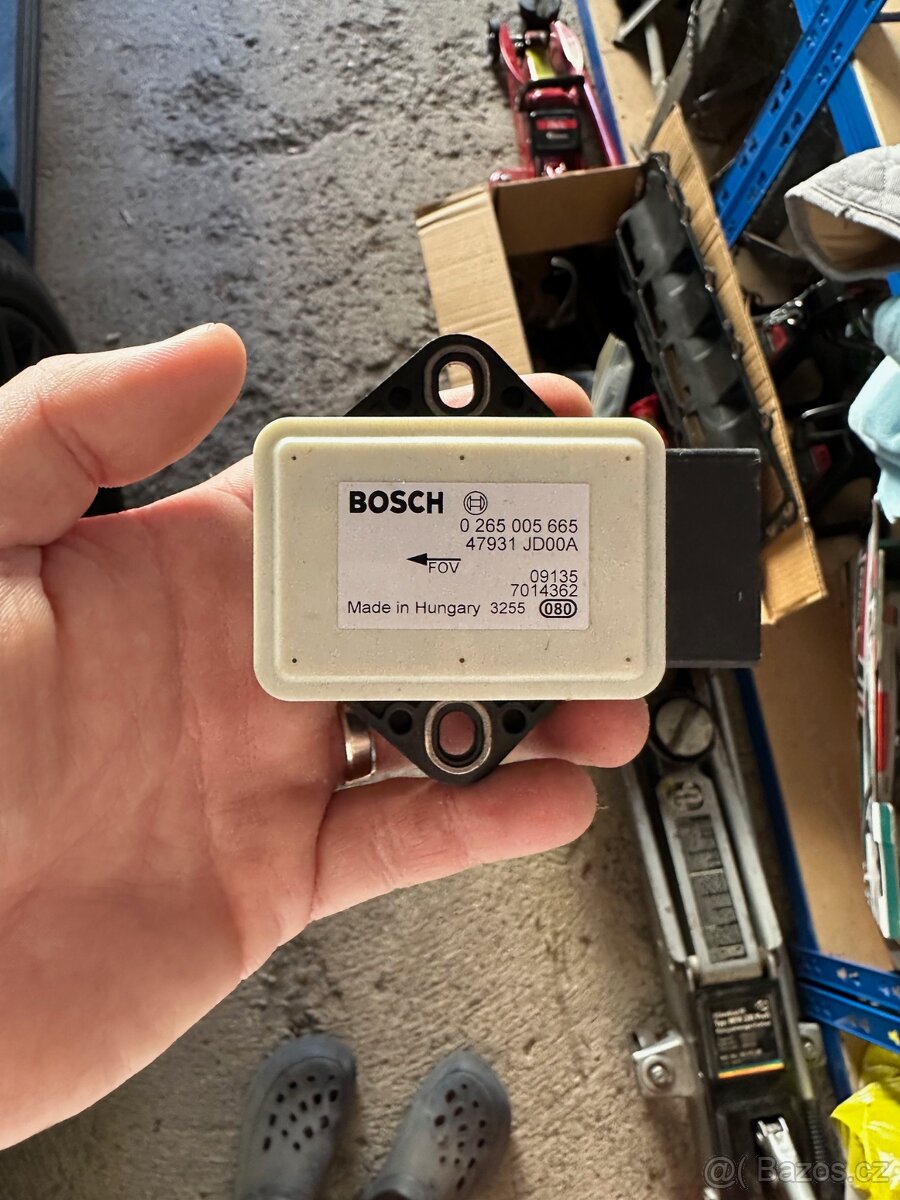 BOSCH
0 265 005 665
47931 JD00A
FOV
09135
7014362
Made in Hungary 3255 080
@( Bazos.cz